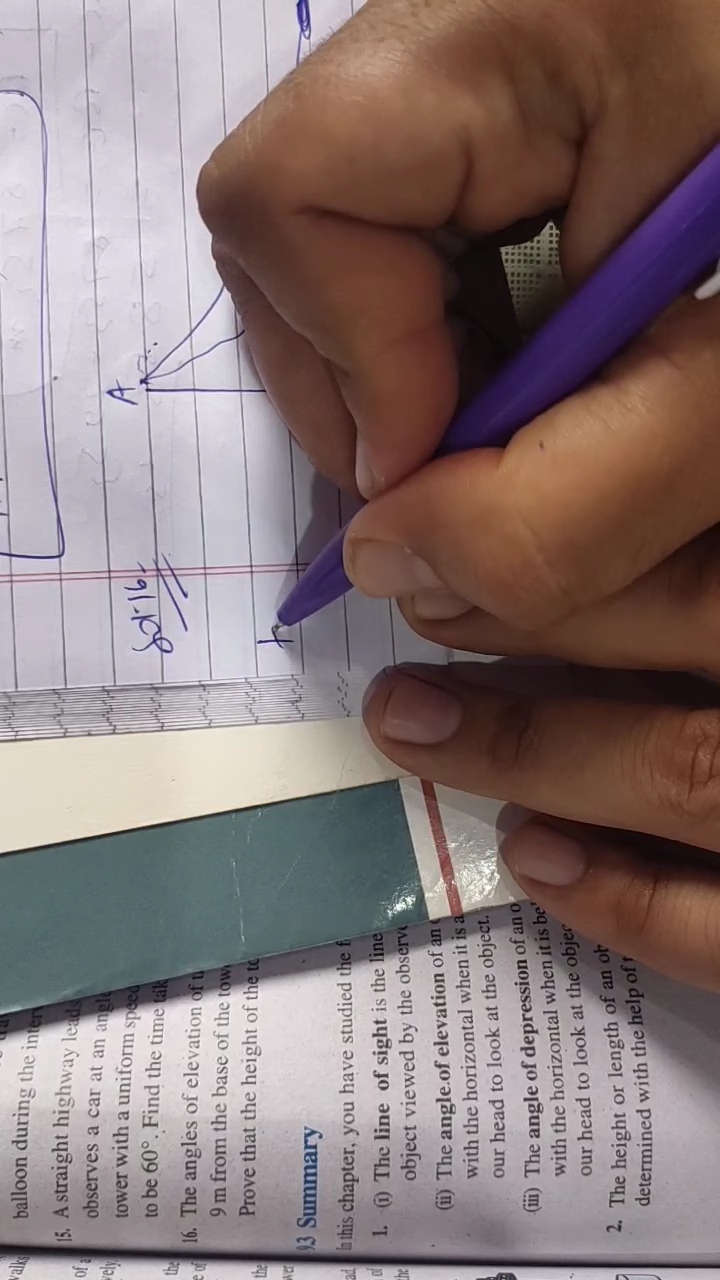 A
Sol-16-
balloon during the inter
15. A straight highway leads
observes a car at an angle
tower with a uniform speed
to be 60°. Find the time tak
16. The angles of elevation of t
9 m from the base of the tow
Prove that the height of the to
9.3 Summary
In this chapter, you have studied the f
1. (i) The line of sight is the line
object viewed by the observ
(ii) The angle of elevation of an
with the horizontal when it is a
our head to look at the object.
(iii) The angle of depression of an o
with the horizontal when it is be
our head to look at the objec
2. The height or length of an ob
determined with the help of